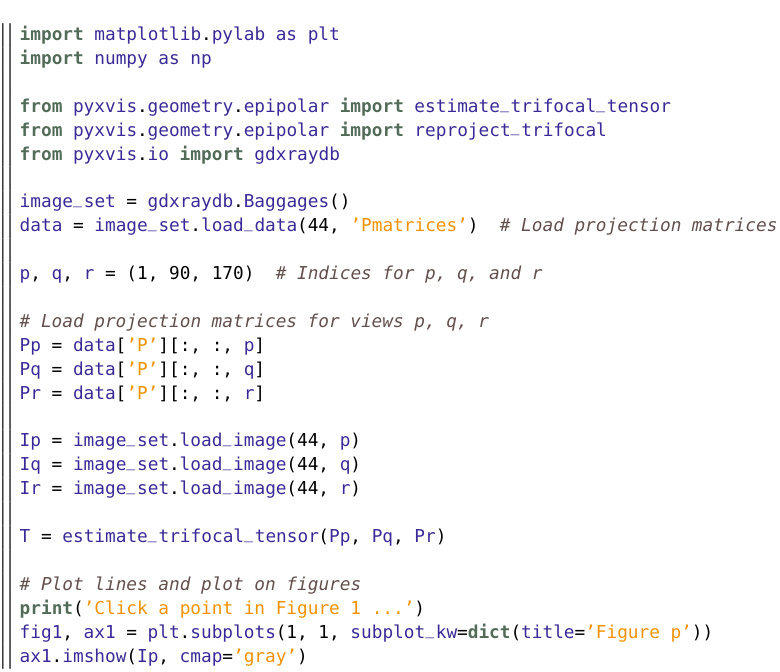 import matplotlib.pylab as plt
import numpy as np
from pyxvis.geometry.epipolar import estimate_trifocal_tensor
from pyxvis.geometry.epipolar import reproject_trifocal
from pyxvis.io import gdxraydb
image_set = gdxraydb.Baggages()
data = image_set.load_data(44, ’Pmatrices’)  # Load projection matrices
p, q, r = (1, 90, 170)  # Indices for p, q, and r
# Load projection matrices for views p, q, r
Pp = data[’P’][:, :, p]
Pq = data[’P’][:, :, q]
Pr = data[’P’][:, :, r]
Ip = image_set.load_image(44, p)
Iq = image_set.load_image(44, q)
Ir = image_set.load_image(44, r)
T = estimate_trifocal_tensor(Pp, Pq, Pr)
# Plot lines and plot on figures
print(’Click a point in Figure 1 ...’)
fig1, ax1 = plt.subplots(1, 1, subplot_kw=dict(title=’Figure p’))
ax1.imshow(Ip, cmap=’gray’)